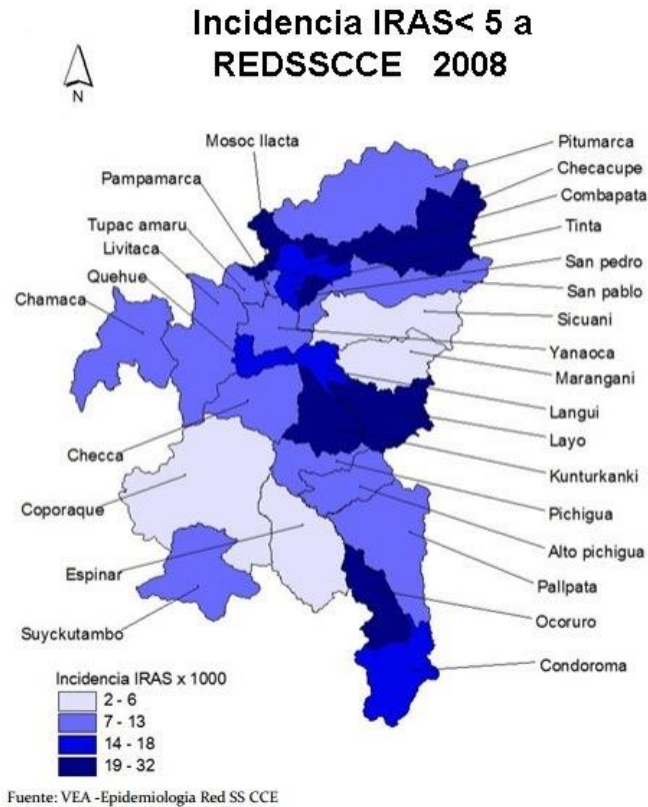 Incidencia IRAS< 5 a
REDSSCCE 2008
N
Mosoc llacta
Pampamarca
Tupac amaru
Livitaca
Quehue
Chamaca
Checca
Coporaque
Espinar
Suyckutambo
Pitumarca
Checacupe
Combapata
Tinta
San pedro
San pablo
Sicuani
Yanaoca
Marangani
Langui
Layo
Kunturkanki
Pichigua
Alto pichigua
Pallpata
Ocoruro
Condoroma
Incidencia IRAS x 1000
2 - 6
7 - 13
14 - 18
19 - 32
Fuente: VEA -Epidemiologia Red SS CCE